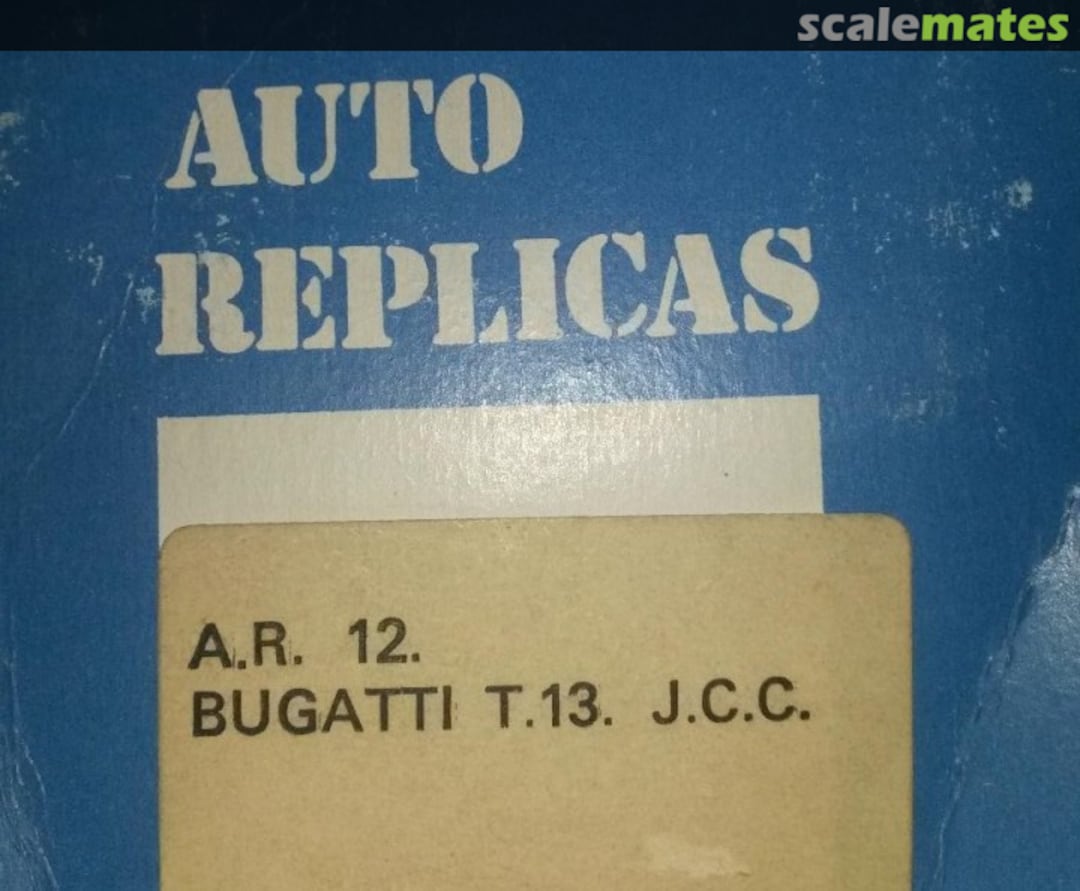 scalemates
AUTO
REPLICAS
A.R. 12.
BUGATTI T.13. J.C.C.